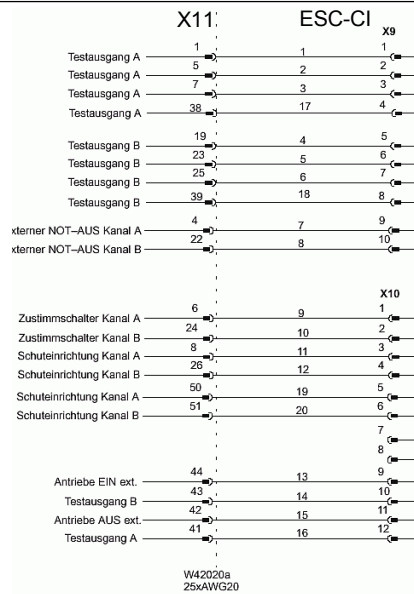 X11 ESC-CI
X9
Testausgang A 1 1 1
Testausgang A 5 2 2
Testausgang A 7 3 3
Testausgang A 38 17 4
Testausgang B 19 4 5
Testausgang B 23 5 6
Testausgang B 25 6 7
Testausgang B 39 18 8
xterner NOT–AUS Kanal A 4 7 9
xterner NOT–AUS Kanal B 22 8 10
X10
Zustimmschalter Kanal A 6 9 1
Zustimmschalter Kanal B 24 10 2
Schuteinrichtung Kanal A 8 11 3
Schuteinrichtung Kanal B 26 12 4
Schuteinrichtung Kanal A 50 19 5
Schuteinrichtung Kanal B 51 20 6
7
8
Antriebe EIN ext. 44 13 9
Testausgang B 43 14 10
Antriebe AUS ext. 42 15 11
Testausgang A 41 16 12
W42020a
25xAWG20